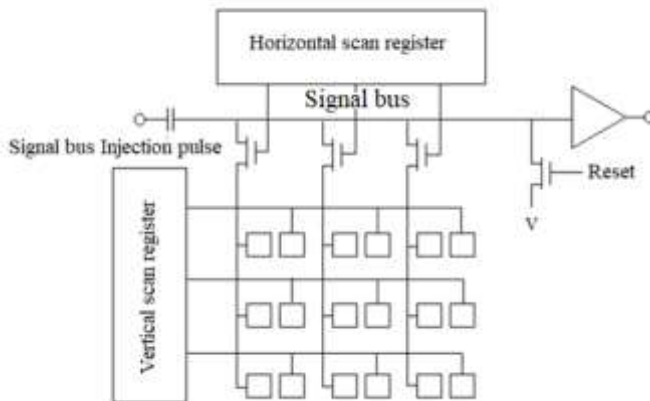 Horizontal scan register
Signal bus
Signal bus Injection pulse
Reset
V
Vertical scan register